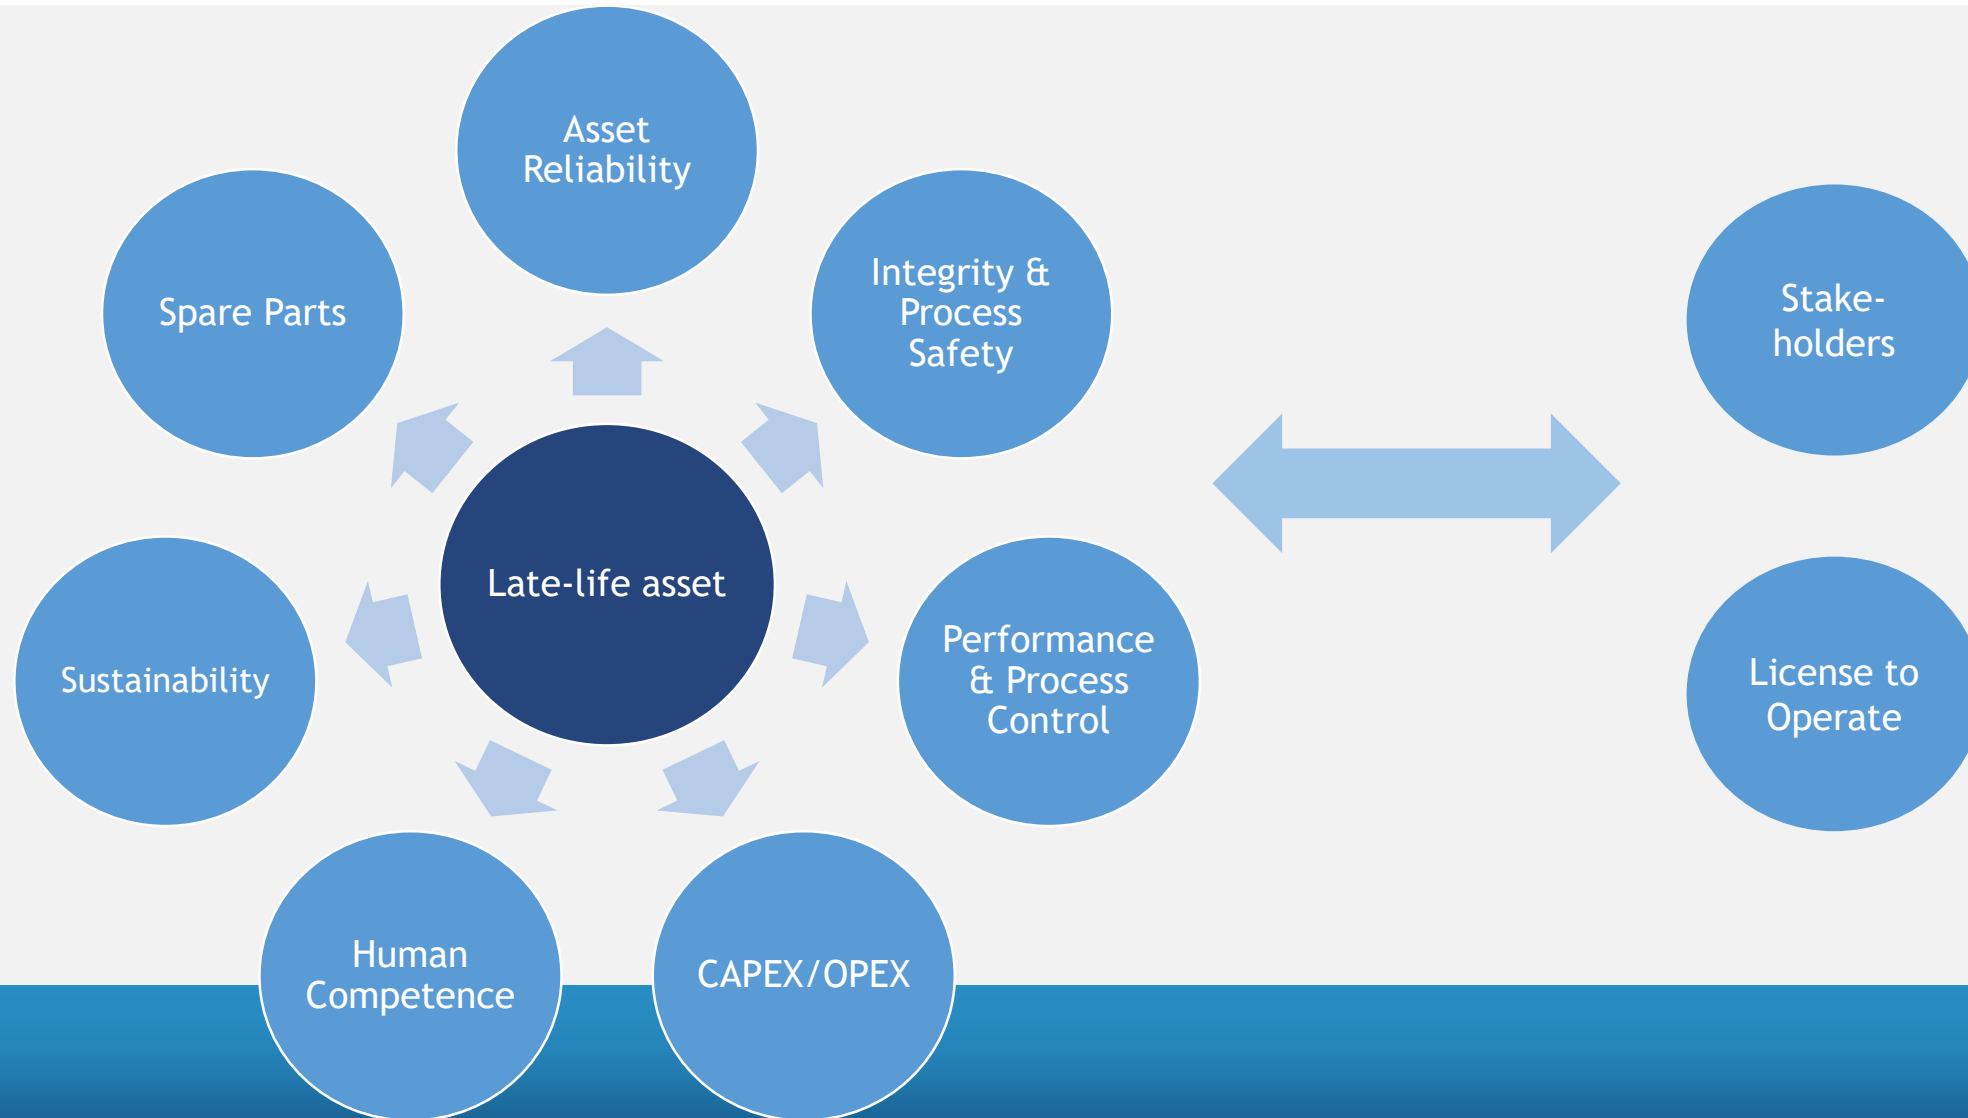 Asset
Reliability
Integrity &
Process
Safety
Spare Parts
Late-life asset
Performance
& Process
Control
Sustainability
Human
Competence
CAPEX/OPEX
Stake-
holders
License to
Operate